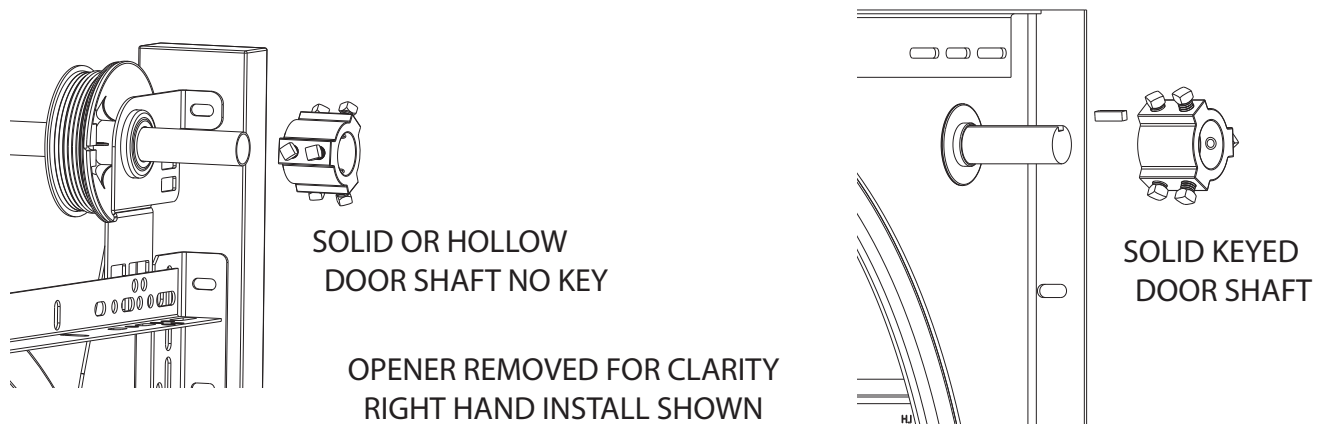 SOLID OR HOLLOW
DOOR SHAFT NO KEY
SOLID KEYED
DOOR SHAFT
OPENER REMOVED FOR CLARITY
RIGHT HAND INSTALL SHOWN
HJ